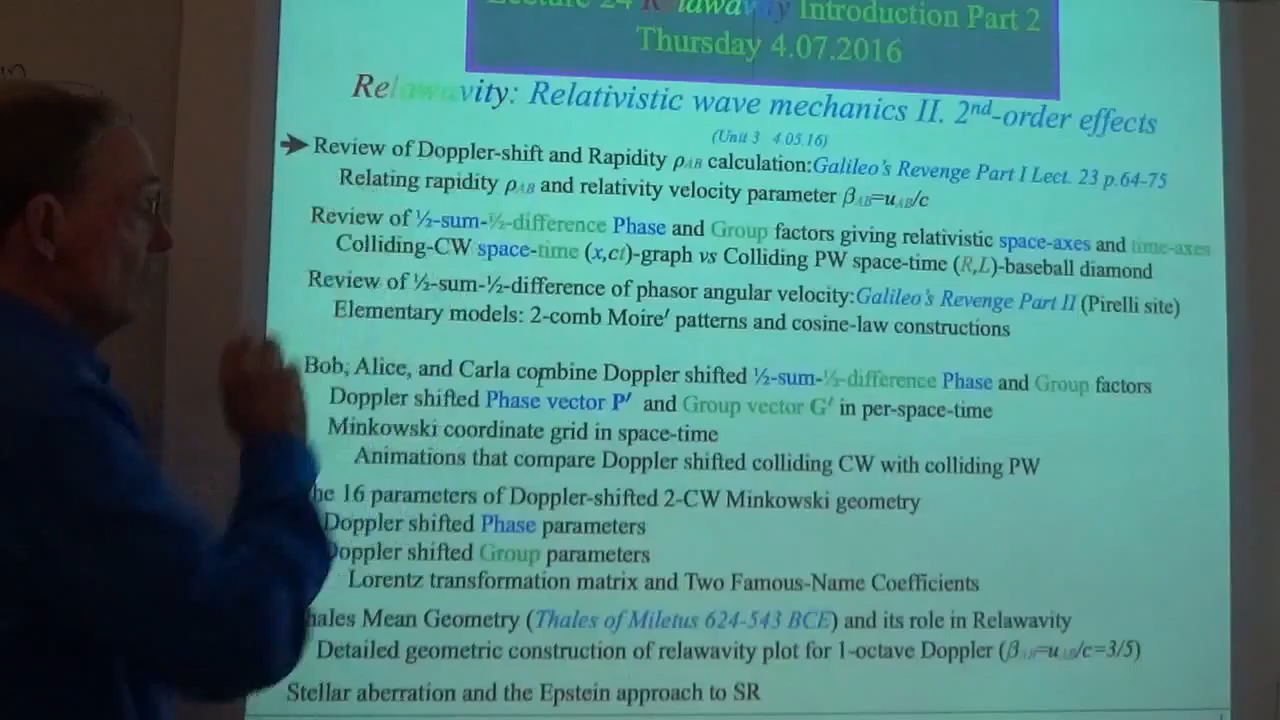 Lecture 24 Relawavity Introduction Part 2
Thursday 4.07.2016
Relawavity: Relativistic wave mechanics II. 2nd-order effects
(Unit 3 4.05.16)
Review of Doppler-shift and Rapidity ρAB calculation:Galileo's Revenge Part I Lect. 23 p.64-75
Relating rapidity ρAB and relativity velocity parameter βAB=uAB/c
Review of ½-sum-½-difference Phase and Group factors giving relativistic space-axes and time-axes
Colliding-CW space-time (x,ct)-graph vs Colliding PW space-time (R,L)-baseball diamond
Review of ½-sum-½-difference of phasor angular velocity:Galileo's Revenge Part II (Pirelli site)
Elementary models: 2-comb Moire' patterns and cosine-law constructions
Bob, Alice, and Carla combine Doppler shifted ½-sum-½-difference Phase and Group factors
Doppler shifted Phase vector P′ and Group vector G′ in per-space-time
Minkowski coordinate grid in space-time
Animations that compare Doppler shifted colliding CW with colliding PW
he 16 parameters of Doppler-shifted 2-CW Minkowski geometry
Doppler shifted Phase parameters
Doppler shifted Group parameters
Lorentz transformation matrix and Two Famous-Name Coefficients
hales Mean Geometry (Thales of Miletus 624-543 BCE) and its role in Relawavity
Detailed geometric construction of relawavity plot for 1-octave Doppler (βAB=uAB/c=3/5)
Stellar aberration and the Epstein approach to SR